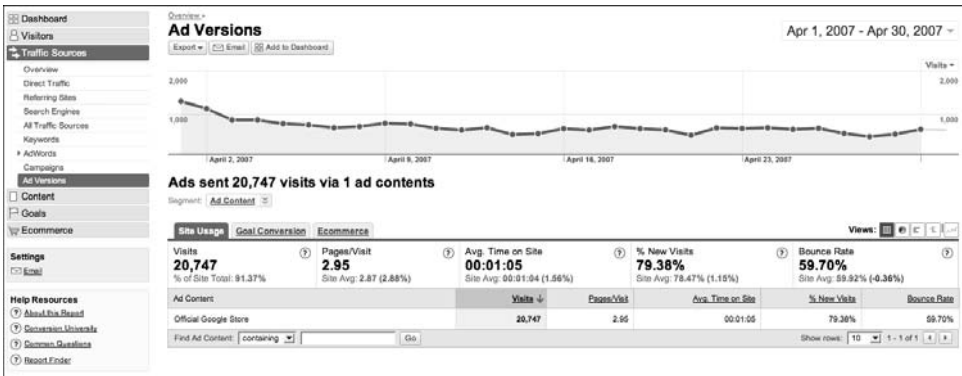 Dashboard
Visitors
Traffic Sources
Overview
Direct Traffic
Referring Sites
Search Engines
All Traffic Sources
Keywords
AdWords
Campaigns
Ad Versions
Content
Goals
Ecommerce
Settings
Email
Help Resources
About this Report
Conversion University
Common Questions
Report Finder
Overview »
Ad Versions
Apr 1, 2007 - Apr 30, 2007
Export Email Add to Dashboard
Visits
2,000 2,000
1,000 1,000
April 2, 2007 April 9, 2007 April 16, 2007 April 23, 2007
Ads sent 20,747 visits via 1 ad contents
Segment: Ad Content
Site Usage Goal Conversion Ecommerce Views:
Visits Pages/Visit Avg. Time on Site % New Visits Bounce Rate
20,747 2.95 00:01:05 79.38% 59.70%
% of Site Total: 91.37% Site Avg: 2.87 (2.88%) Site Avg: 00:01:04 (1.56%) Site Avg: 78.47% (1.15%) Site Avg: 59.92% (-0.36%)
Ad Content Visits ↓ Pages/Visit Avg. Time on Site % New Visits Bounce Rate
Official Google Store 20,747 2.95 00:01:05 79.38% 59.70%
Find Ad Content: containing Go Show rows: 10 1 - 1 of 1